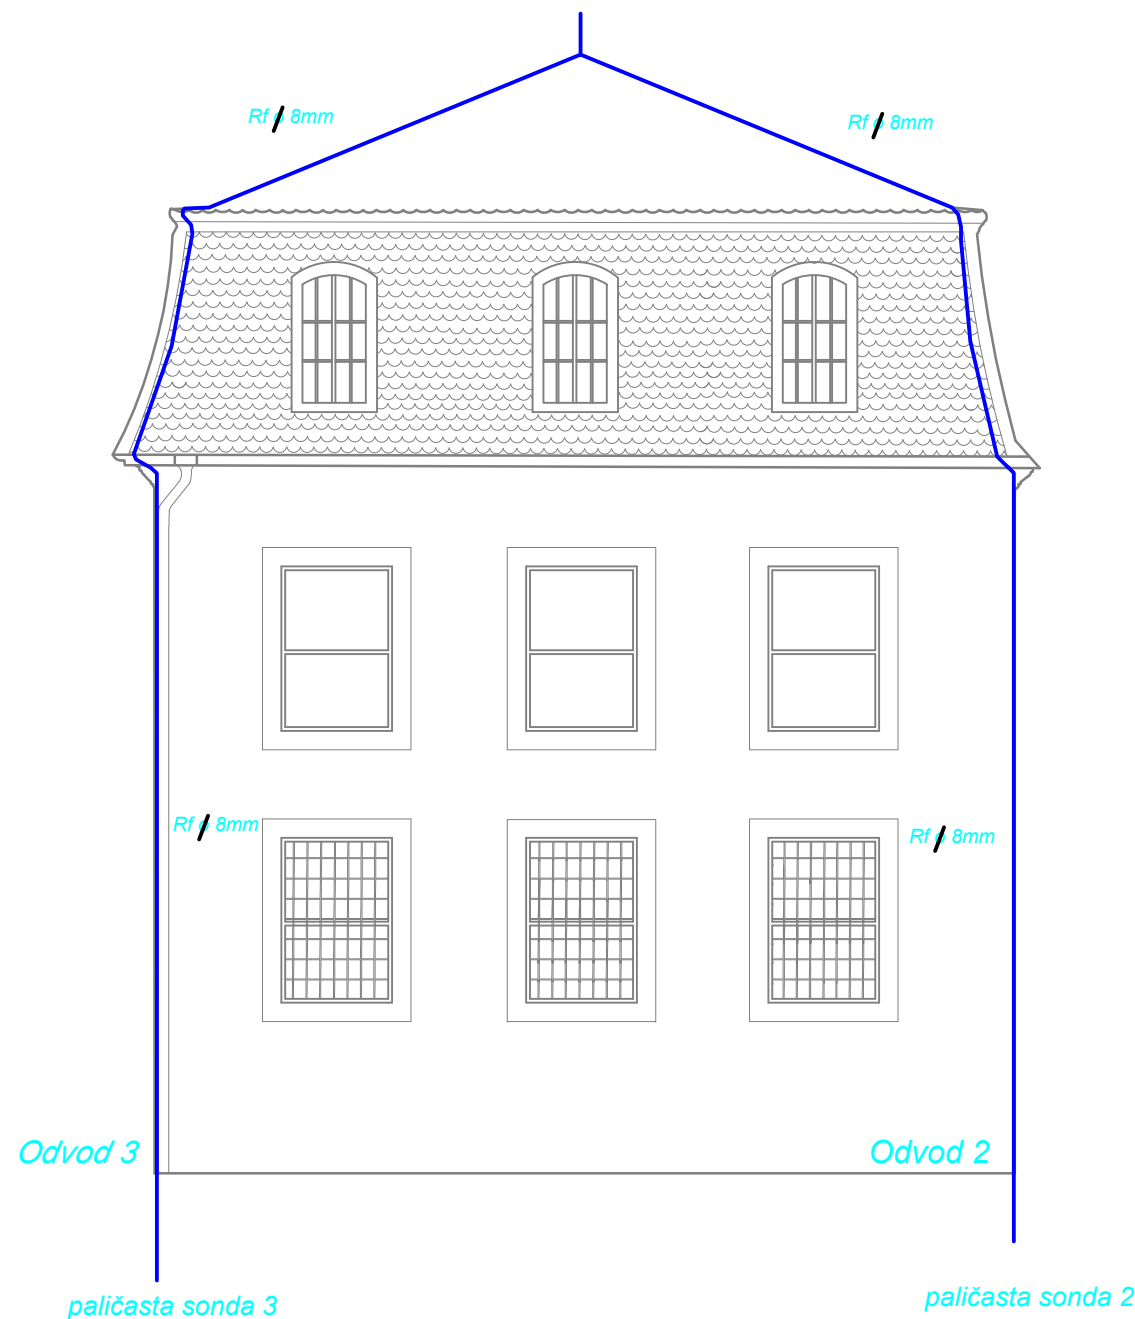 Rf ø 8mm
Rf ø 8mm
Rf ø 8mm
Rf ø 8mm
Odvod 3
Odvod 2
paličasta sonda 3
paličasta sonda 2